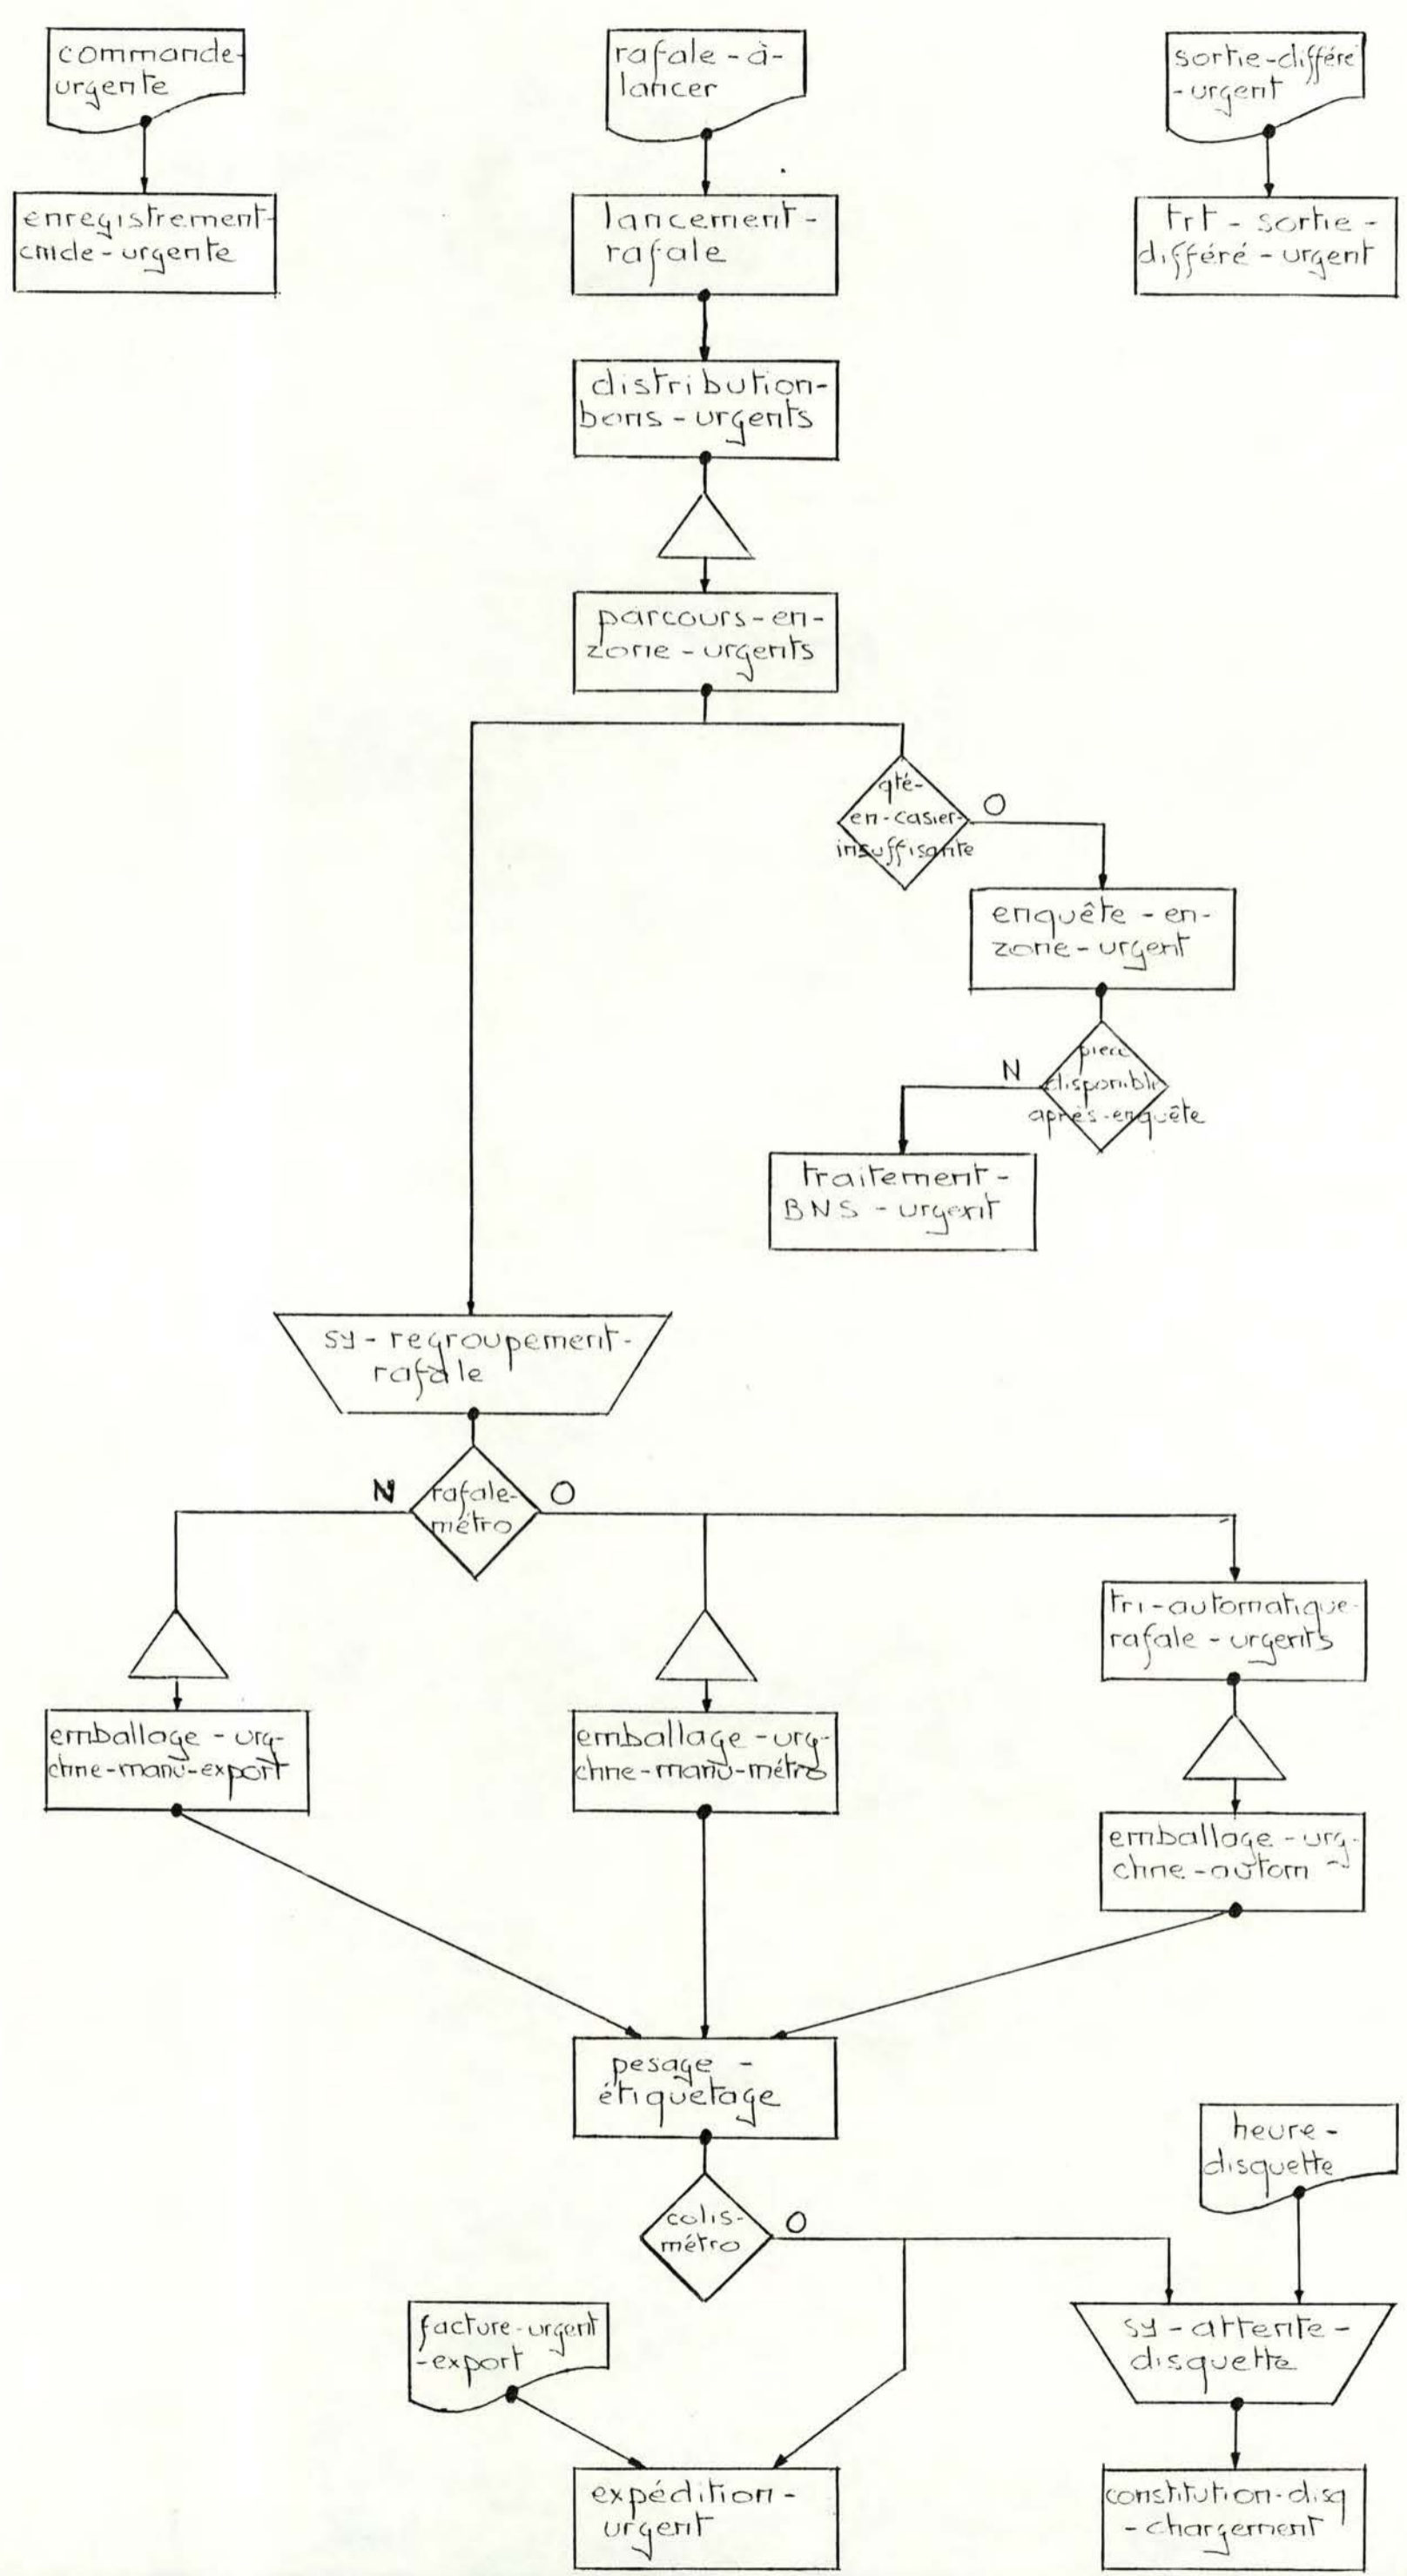 commande-
urgente
rafale-à-
lancer
sortie-différé
-urgent
enregistrement-
cmde-urgente
lancement-
rafale
trt-sortie-
différé-urgent
distribution-
bons-urgents
parcours-en-
zone-urgents
qté-
en-casier-
insuffisante
O
enquête-en-
zone-urgent
N
piece
disponible
après-enquête
traitement-
BNS-urgent
sy-regroupement-
rafale
N
rafale-
métro
O
tri-automatique-
rafale-urgents
emballage-urg-
chne-manu-export
emballage-urg-
chne-manu-métro
emballage-urg-
chne-autom
pesage-
étiquetage
heure-
disquette
colis-
métro
O
facture-urgent
-export
sy-attente-
disquette
expédition-
urgent
constitution-disq
-chargement